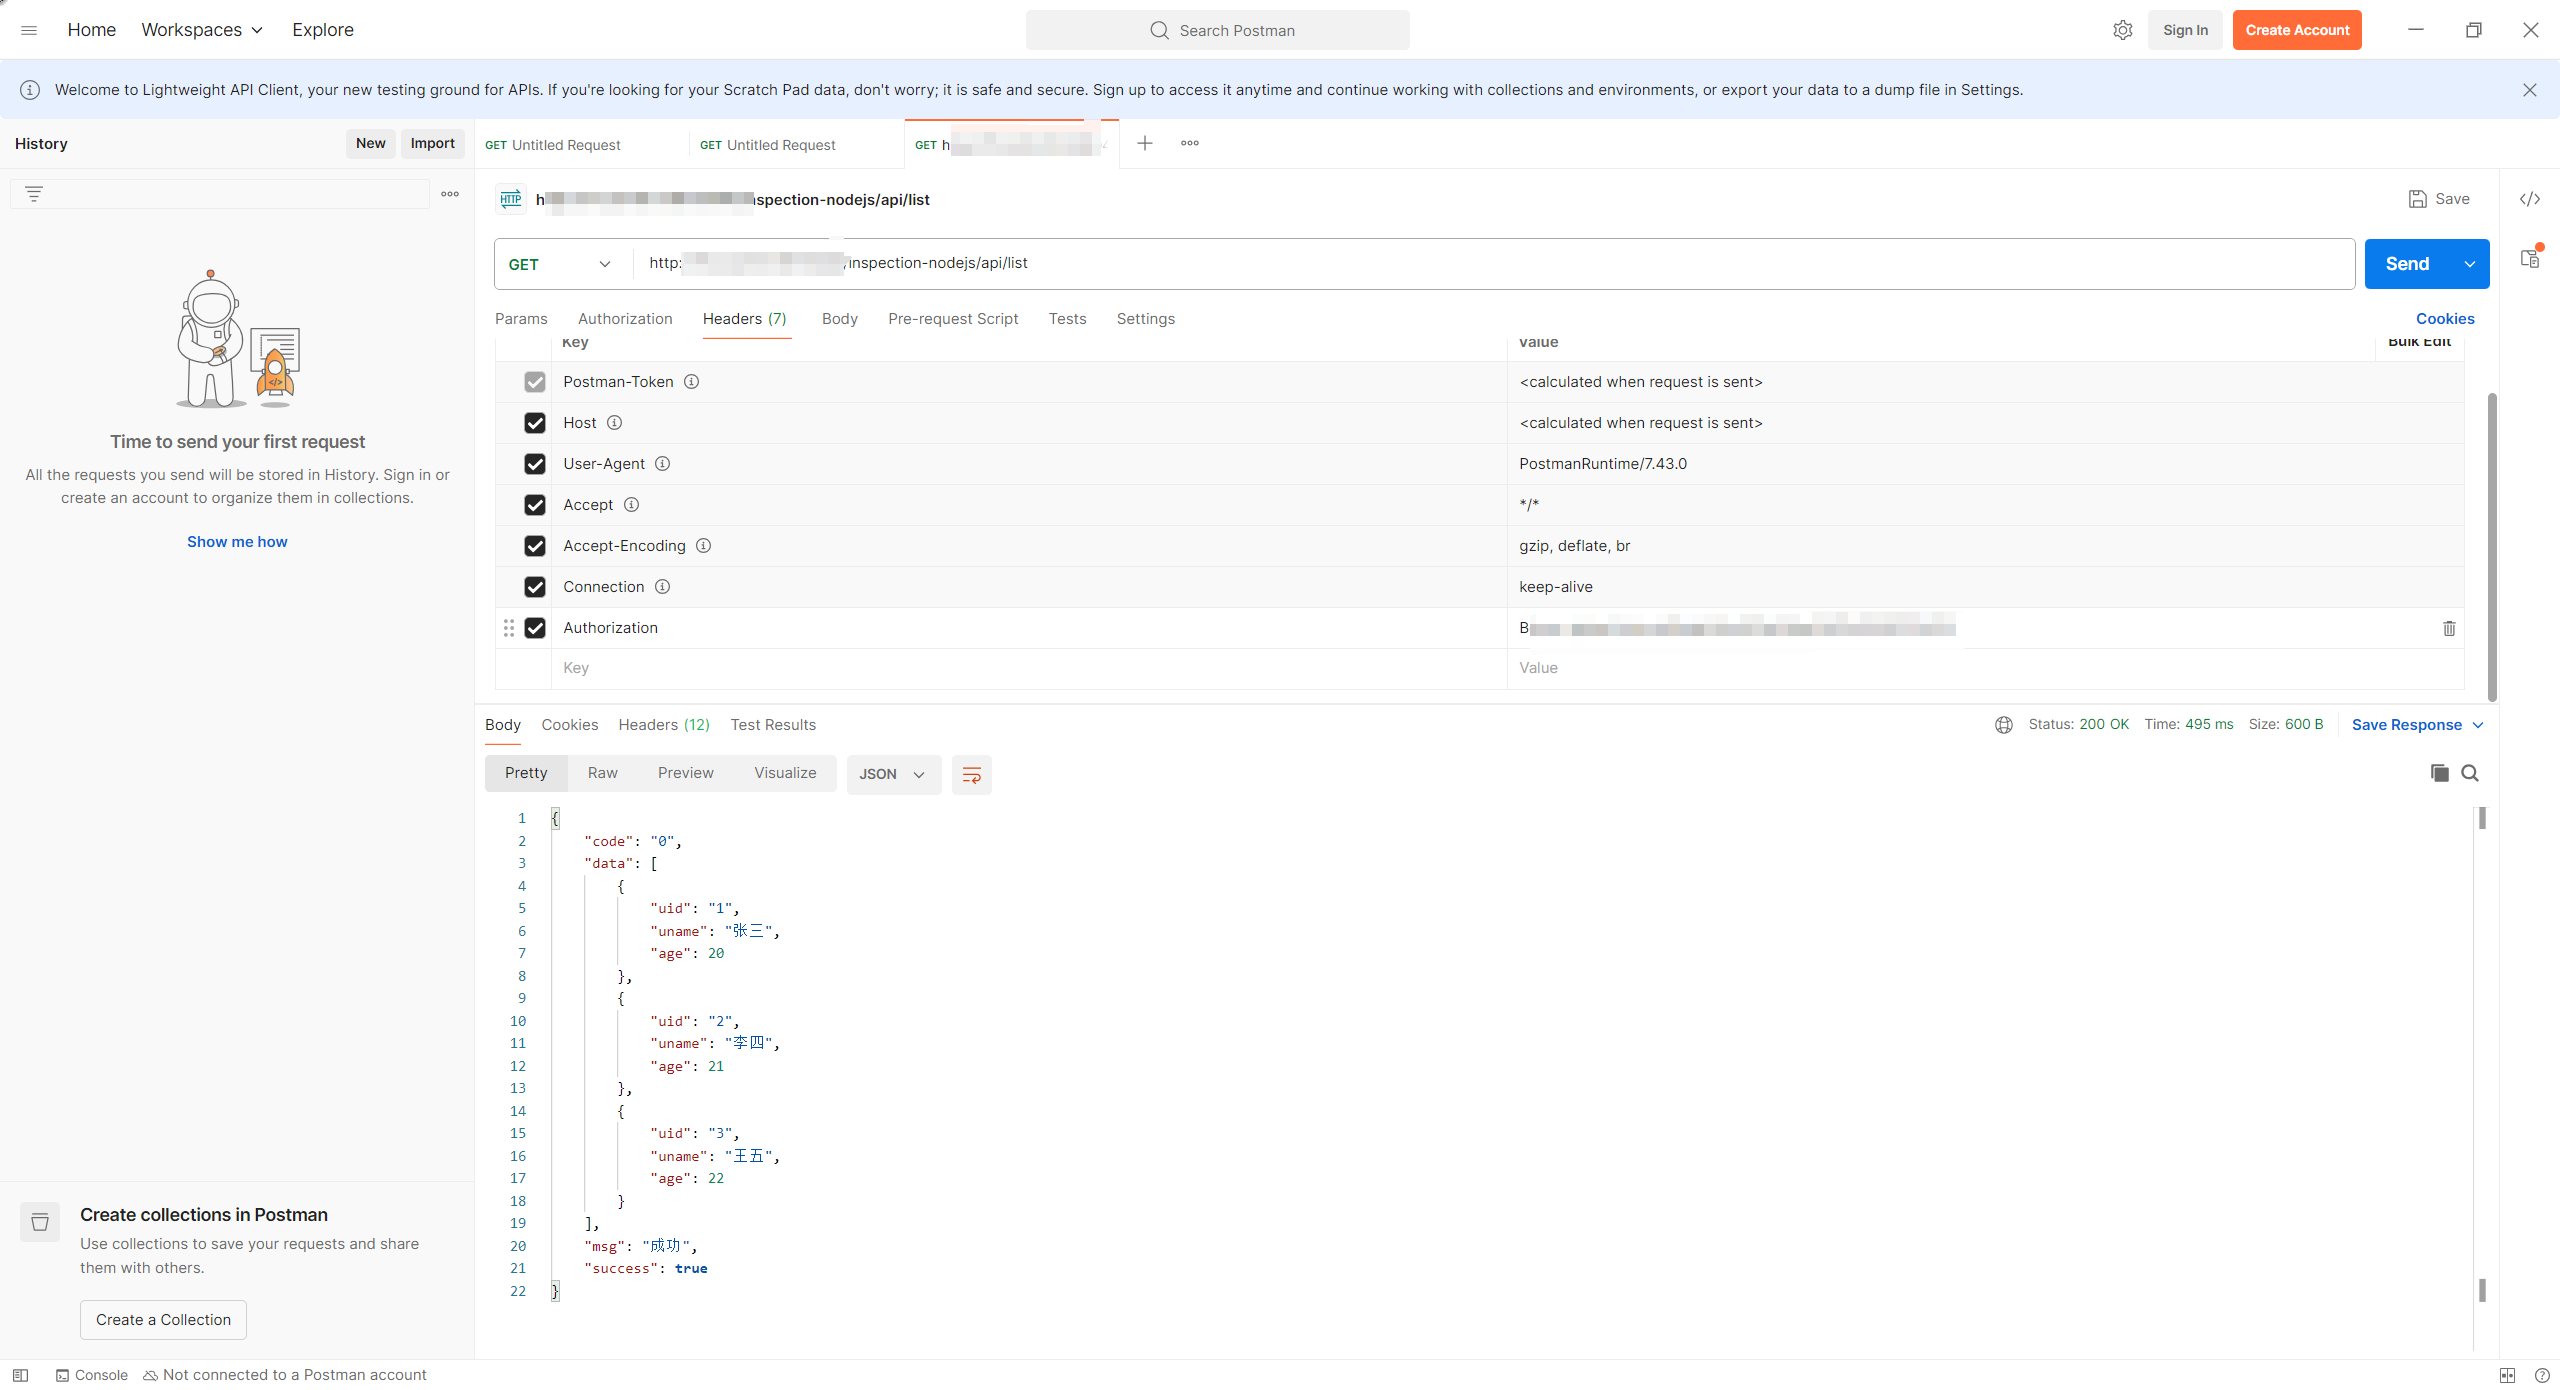 Home Workspaces Explore Search Postman Sign In Create Account
Welcome to Lightweight API Client, your new testing ground for APIs. If you're looking for your Scratch Pad data, don't worry; it is safe and secure. Sign up to access it anytime and continue working with collections and environments, or export your data to a dump file in Settings.
History New Import
GET Untitled Request GET Untitled Request GET h
HTTP h spection-nodejs/api/list Save
GET http: /inspection-nodejs/api/list Send
Params Authorization Headers (7) Body Pre-request Script Tests Settings Cookies
Key Value Bulk Edit
Postman-Token <calculated when request is sent>
Host <calculated when request is sent>
User-Agent PostmanRuntime/7.43.0
Accept */*
Accept-Encoding gzip, deflate, br
Connection keep-alive
Authorization B
Key Value
Time to send your first request
All the requests you send will be stored in History. Sign in or
create an account to organize them in collections.
Show me how
Body Cookies Headers (12) Test Results Status: 200 OK Time: 495 ms Size: 600 B Save Response
Pretty Raw Preview Visualize JSON
1 {
2 "code": "0",
3 "data": [
4 {
5 "uid": "1",
6 "uname": "张三",
7 "age": 20
8 },
9 {
10 "uid": "2",
11 "uname": "李四",
12 "age": 21
13 },
14 {
15 "uid": "3",
16 "uname": "王五",
17 "age": 22
18 }
19 ],
20 "msg": "成功",
21 "success": true
22 }
Create collections in Postman
Use collections to save your requests and share
them with others.
Create a Collection
Console Not connected to a Postman account